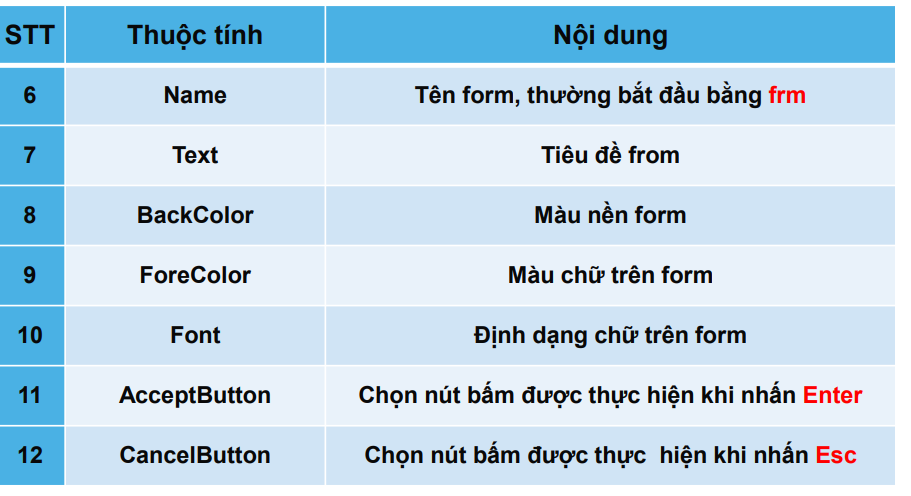 STT Thuộc tính Nội dung
6 Name Tên form, thường bắt đầu bằng frm
7 Text Tiêu đề from
8 BackColor Màu nền form
9 ForeColor Màu chữ trên form
10 Font Định dạng chữ trên form
11 AcceptButton Chọn nút bấm được thực hiện khi nhấn Enter
12 CancelButton Chọn nút bấm được thực  hiện khi nhấn Esc